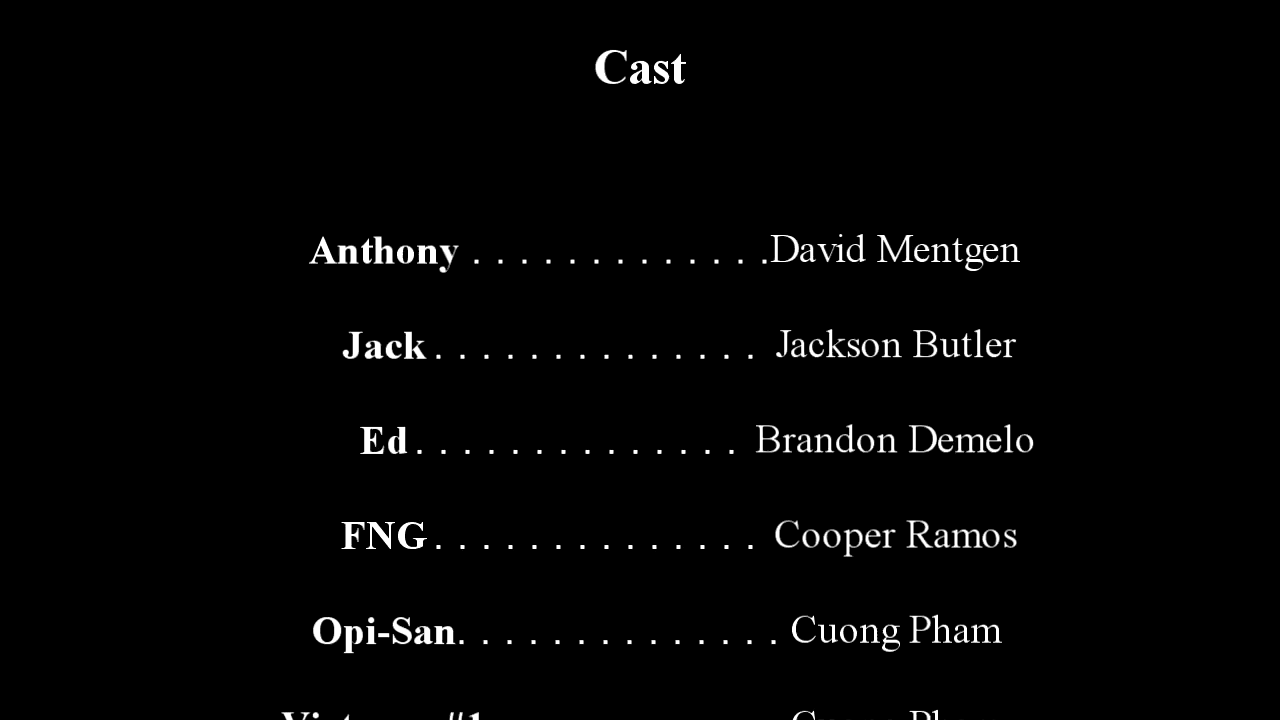 Cast
Anthony . . . . . . . . . . . . .David Mentgen
Jack . . . . . . . . . . . . . . Jackson Butler
Ed . . . . . . . . . . . . . . Brandon Demelo
FNG . . . . . . . . . . . . . . Cooper Ramos
Opi-San. . . . . . . . . . . . . . Cuong Pham